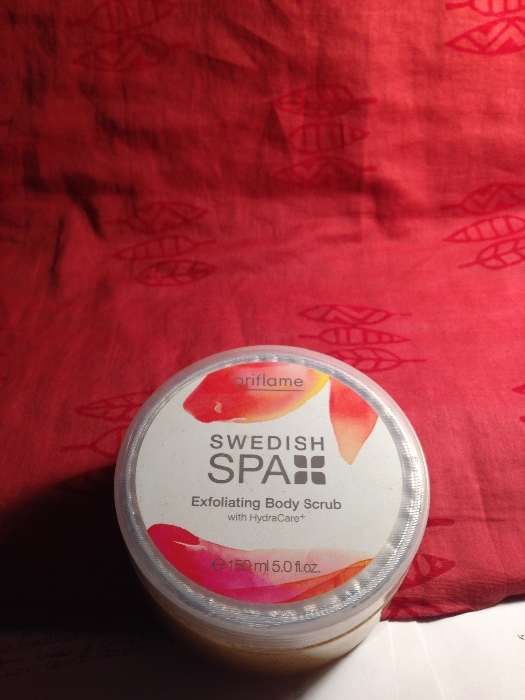 oriflame
SWEDISH
SPA
Exfoliating Body Scrub
with HydraCare+
℮ 150 ml 5.0 fl.oz.